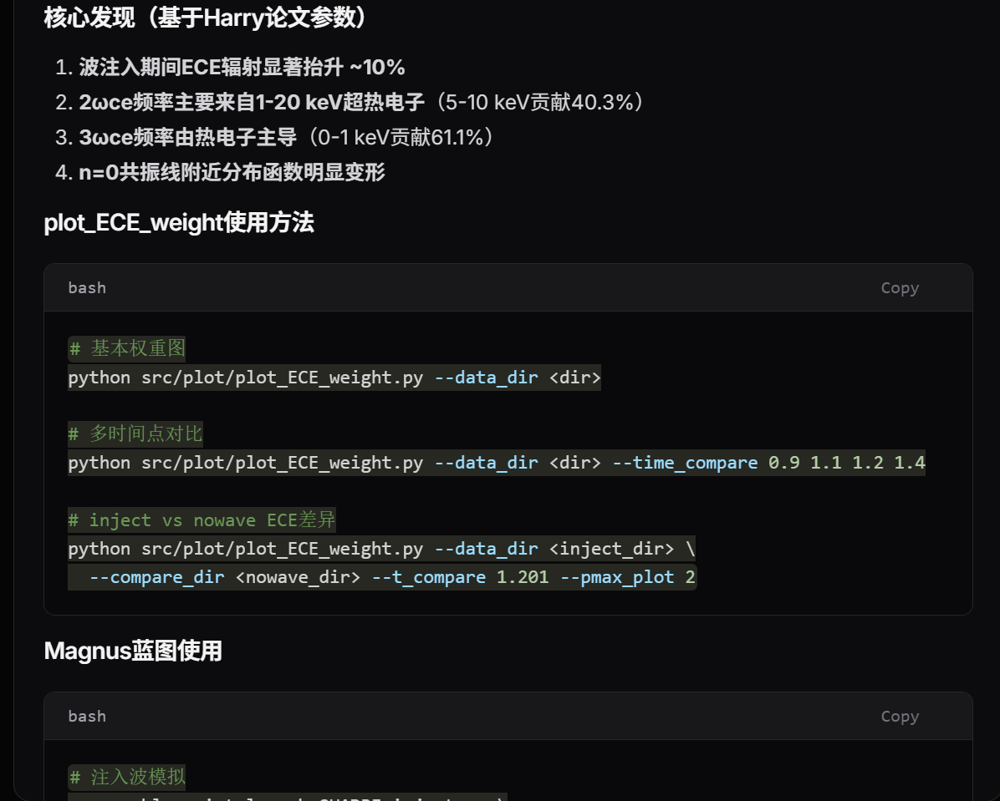 核心发现（基于Harry论文参数）
1. 波注入期间ECE辐射显著抬升 ~10%
2. 2ωce频率主要来自1-20 keV超热电子（5-10 keV贡献40.3%）
3. 3ωce频率由热电子主导（0-1 keV贡献61.1%）
4. n=0共振线附近分布函数明显变形
plot_ECE_weight使用方法
bash Copy
# 基本权重图
python src/plot/plot_ECE_weight.py --data_dir <dir>
# 多时间点对比
python src/plot/plot_ECE_weight.py --data_dir <dir> --time_compare 0.9 1.1 1.2 1.4
# inject vs nowave ECE差异
python src/plot/plot_ECE_weight.py --data_dir <inject_dir> \
--compare_dir <nowave_dir> --t_compare 1.201 --pmax_plot 2
Magnus蓝图使用
bash Copy
# 注入波模拟